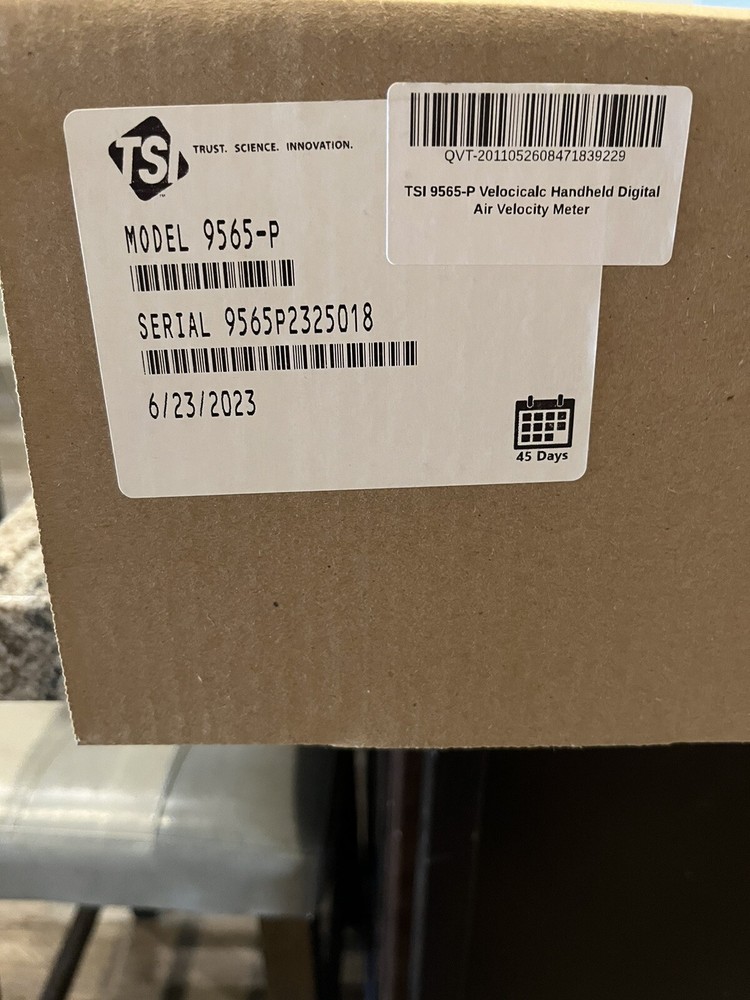 TSI TRUST. SCIENCE. INNOVATION.
™
MODEL 9565-P
SERIAL 9565P2325018
6/23/2023
45 Days
QVT-2011052608471839229
TSI 9565-P Velocicalc Handheld Digital
Air Velocity Meter